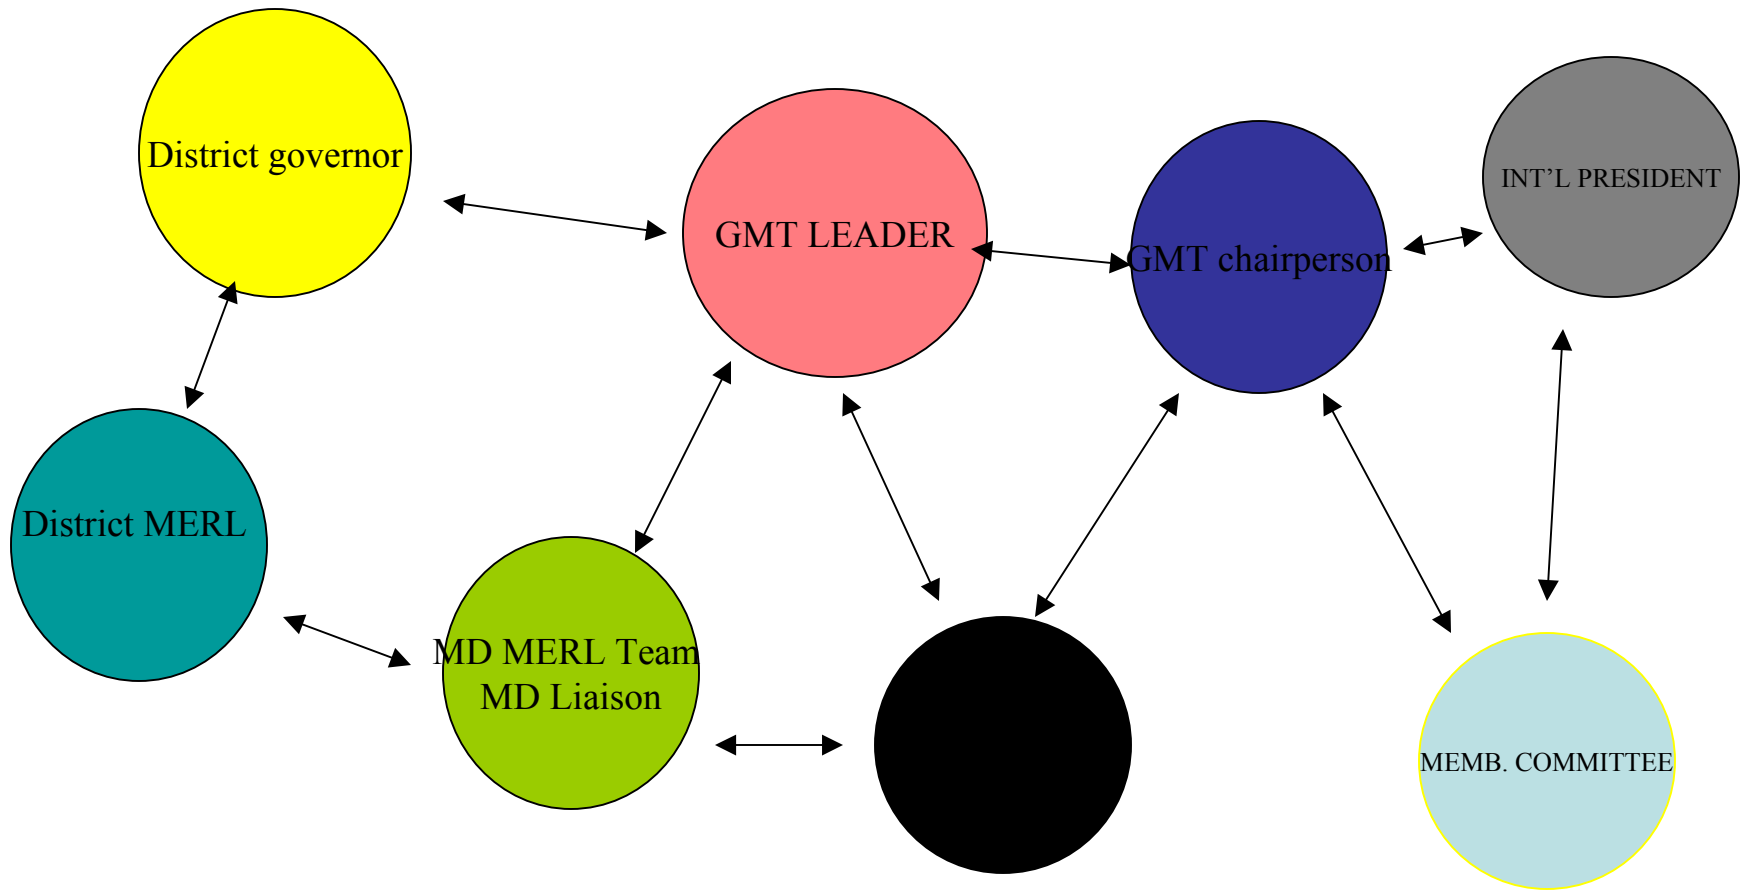 District governor
GMT LEADER
GMT chairperson
INT’L PRESIDENT
District MERL
MD MERL Team
MD Liaison
MEMB. COMMITTEE